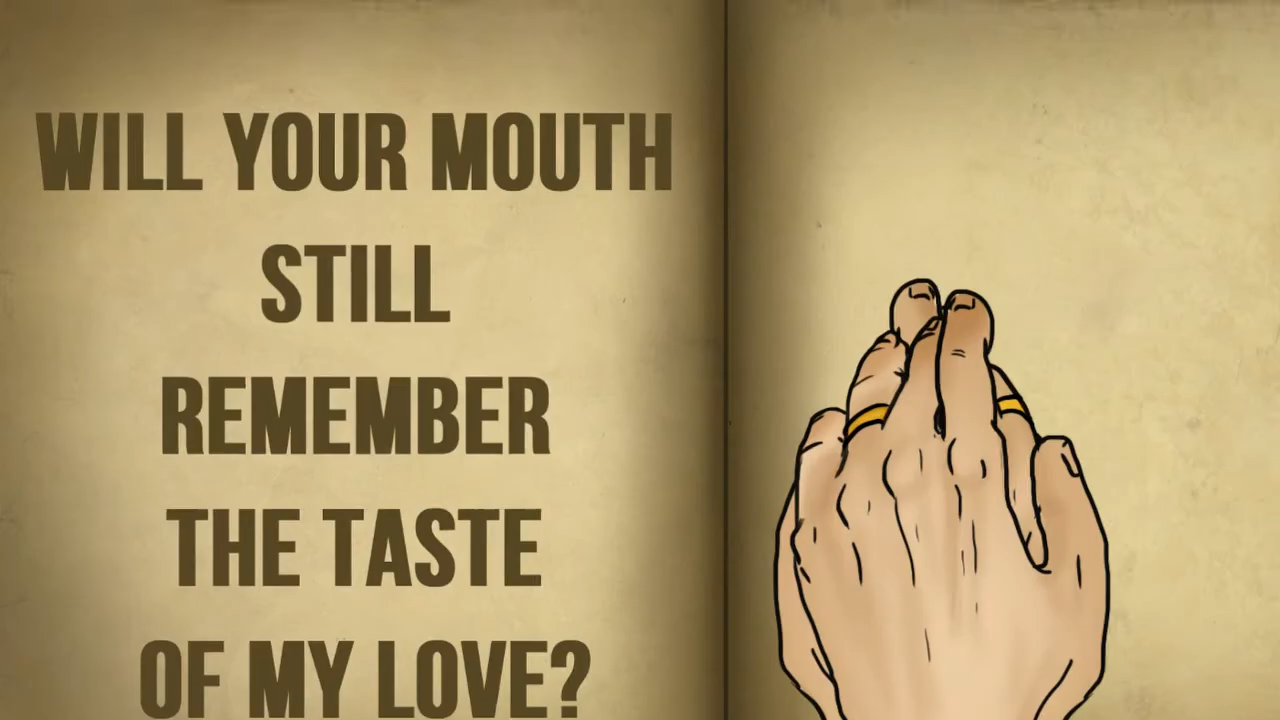 WILL YOUR MOUTH
STILL
REMEMBER
THE TASTE
OF MY LOVE?